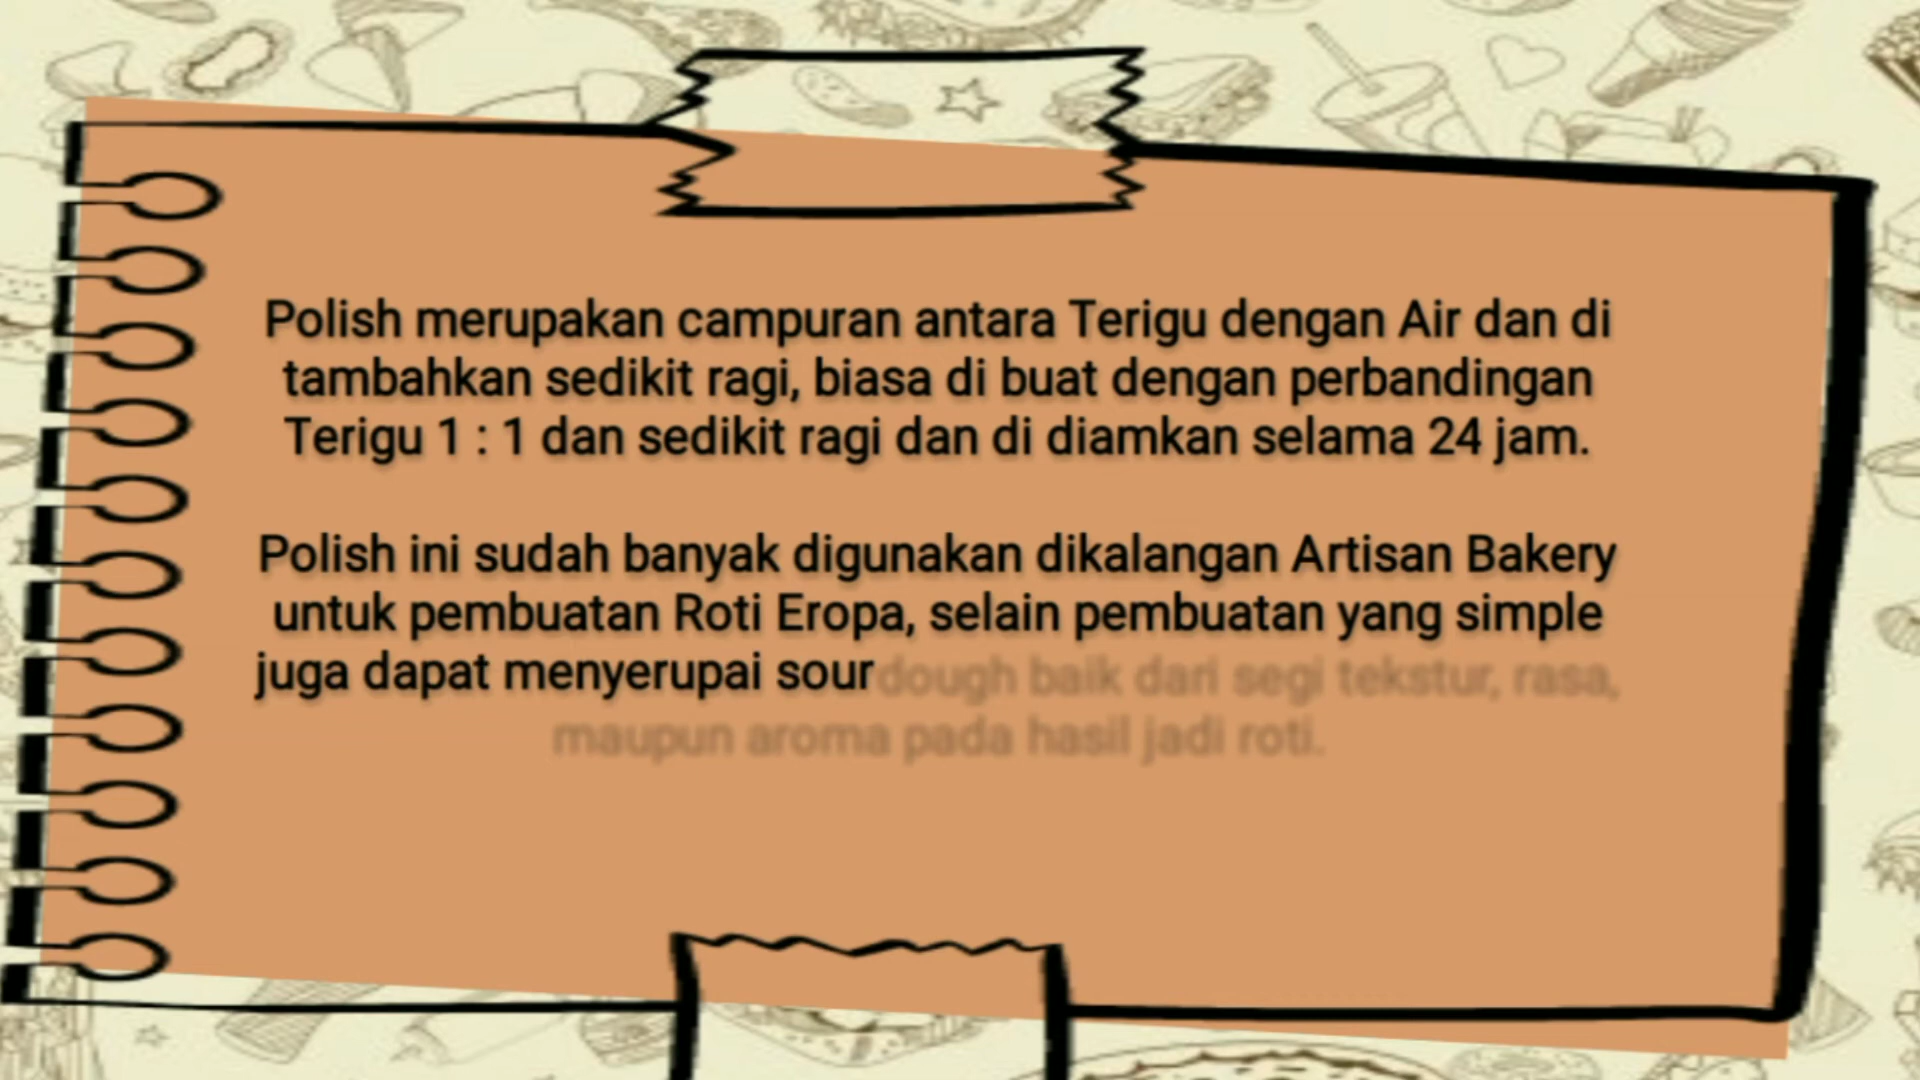 Polish merupakan campuran antara Terigu dengan Air dan di
tambahkan sedikit ragi, biasa di buat dengan perbandingan
Terigu 1 : 1 dan sedikit ragi dan di diamkan selama 24 jam.
Polish ini sudah banyak digunakan dikalangan Artisan Bakery
untuk pembuatan Roti Eropa, selain pembuatan yang simple
juga dapat menyerupai sourdough baik dari segi tekstur, rasa,
maupun aroma pada hasil jadi roti.